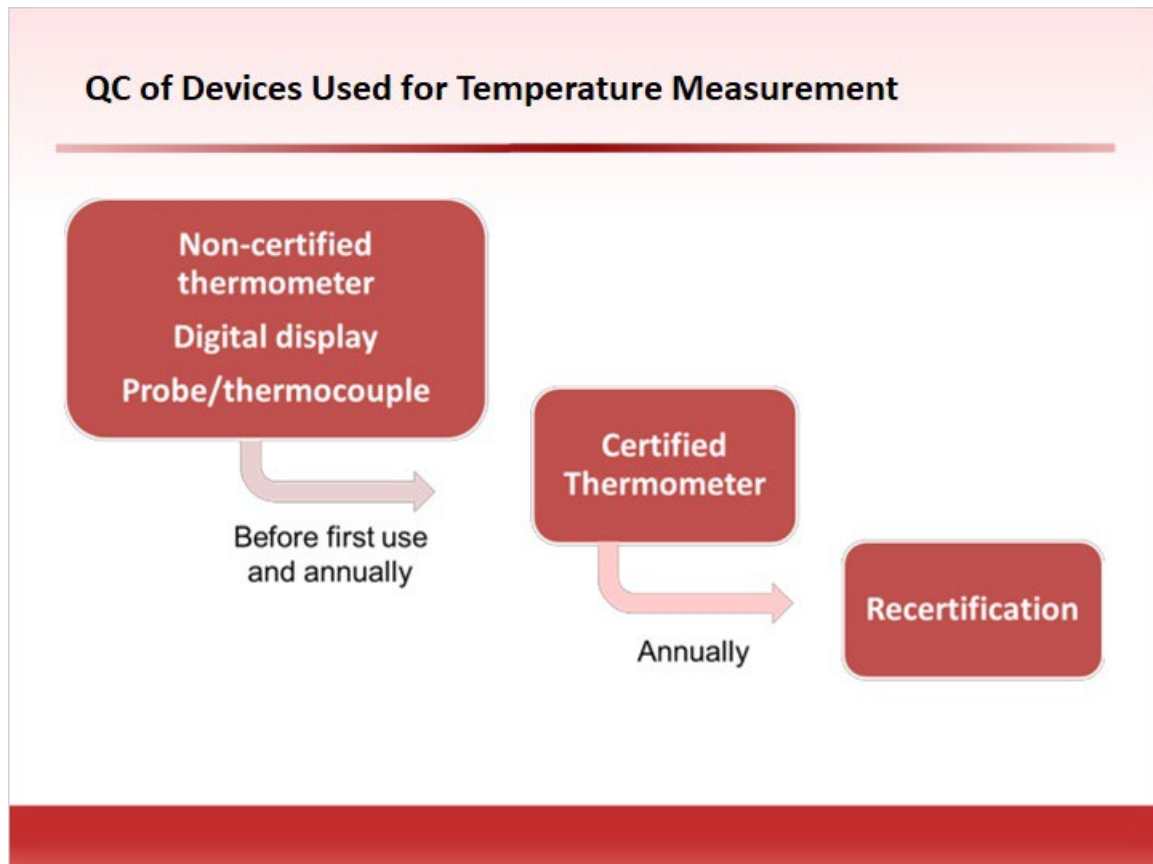 QC of Devices Used for Temperature Measurement
Non-certified
thermometer
Digital display
Probe/thermocouple
Before first use
and annually
Certified
Thermometer
Annually
Recertification